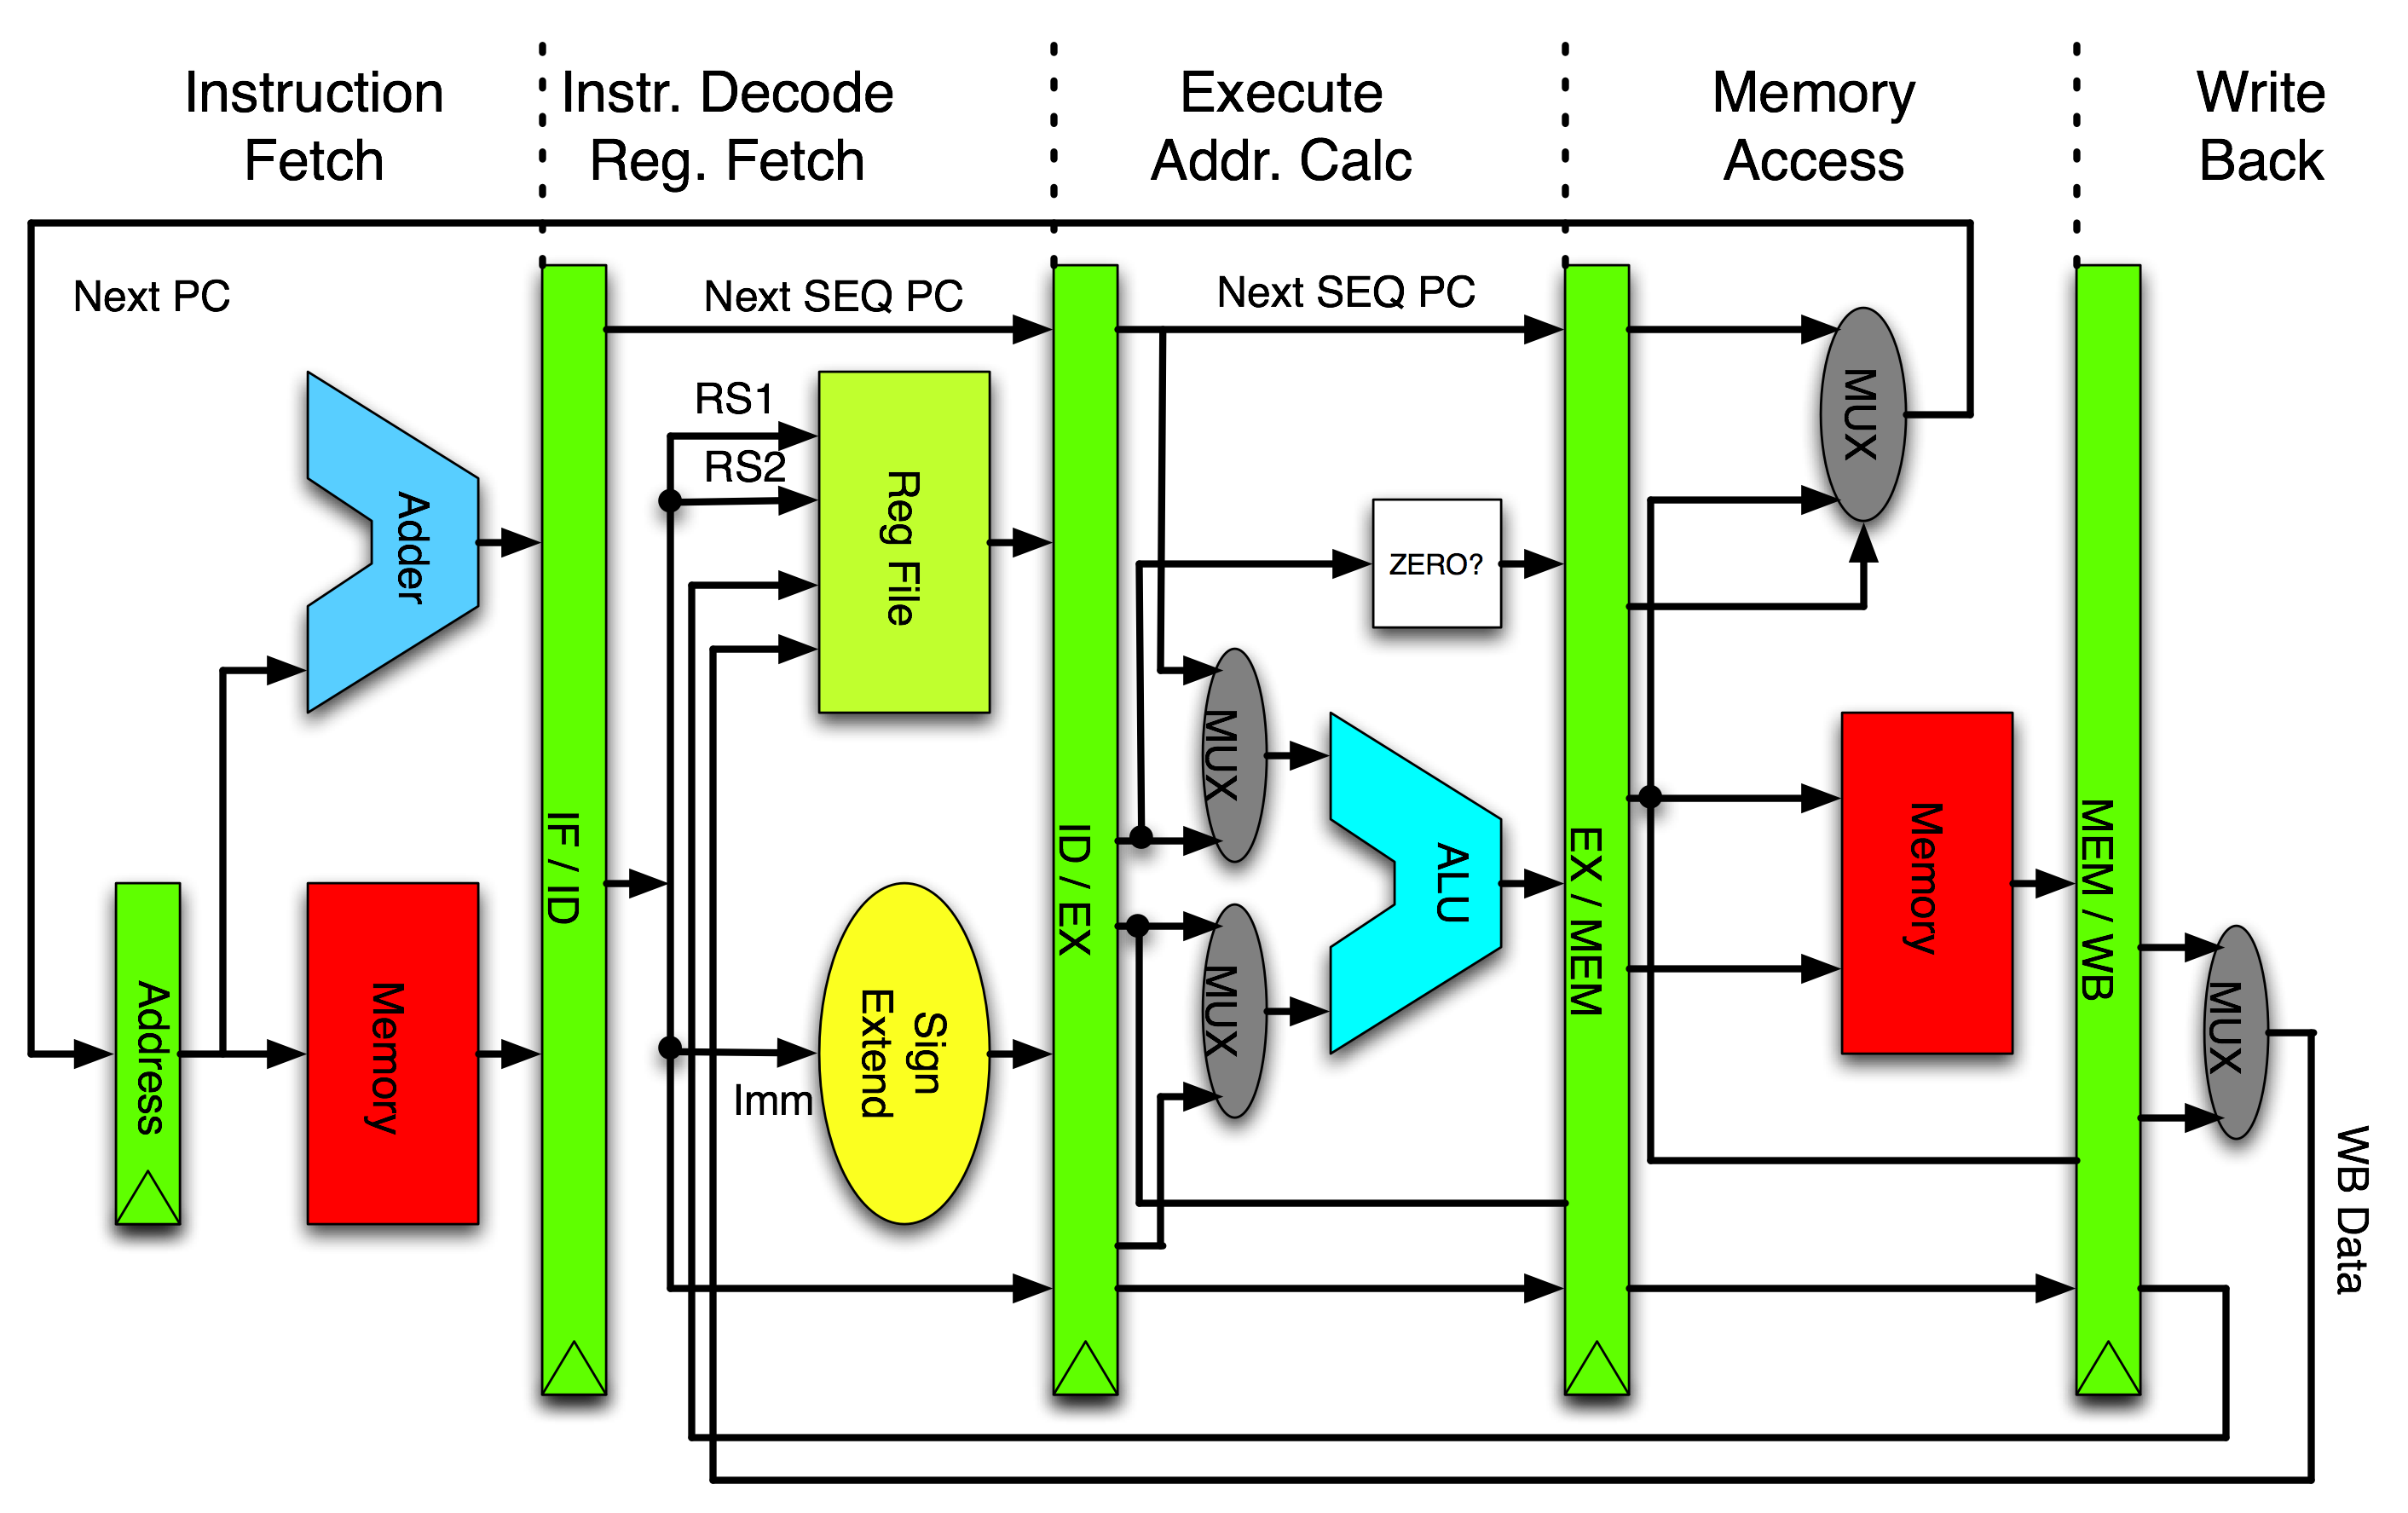 Instruction
Fetch
Instr. Decode
Reg. Fetch
Execute
Addr. Calc
Memory
Access
Write
Back
Next PC
Next SEQ PC
Next SEQ PC
RS1
RS2
Adder
Reg File
MUX
ZERO?
MUX
IF / ID
ID / EX
ALU
EX / MEM
Memory
MEM / WB
Address
Memory
Sign
Extend
MUX
MUX
Imm
WB Data